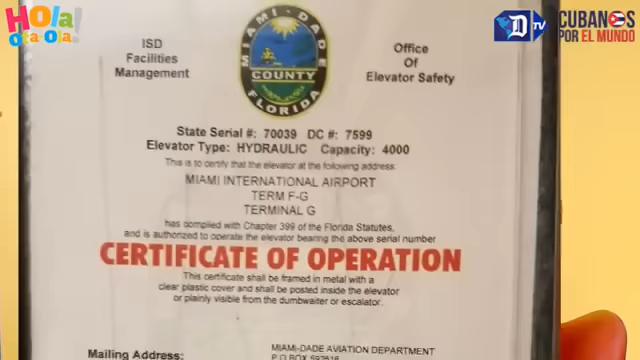 Hola!
Ota-Ola!
D TV
CUBANOS
POR EL MUNDO
ISD
Facilities
Management
MIAMI-DADE
COUNTY
FLORIDA
Office
Of
Elevator Safety
State Serial #: 70039 DC #: 7599
Elevator Type: HYDRAULIC Capacity: 4000
This is to certify that the elevator at the following address:
MIAMI INTERNATIONAL AIRPORT
TERM F-G
TERMINAL G
has complied with Chapter 399 of the Florida Statutes,
and is authorized to operate the elevator bearing the above serial number
CERTIFICATE OF OPERATION
This certificate shall be framed in metal with a
clear plastic cover and shall be posted inside the elevator
or plainly visible from the dumbwaiter or escalator.
Mailing Address:
MIAMI-DADE AVIATION DEPARTMENT
P.O BOX 592616